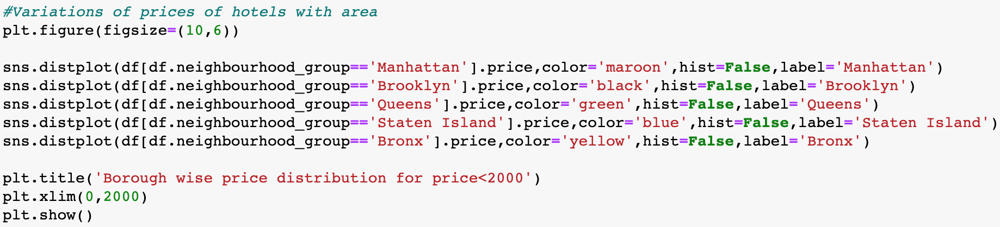 #Variations of prices of hotels with area
plt.figure(figsize=(10,6))
sns.distplot(df[df.neighbourhood_group=='Manhattan'].price,color='maroon',hist=False,label='Manhattan')
sns.distplot(df[df.neighbourhood_group=='Brooklyn'].price,color='black',hist=False,label='Brooklyn')
sns.distplot(df[df.neighbourhood_group=='Queens'].price,color='green',hist=False,label='Queens')
sns.distplot(df[df.neighbourhood_group=='Staten Island'].price,color='blue',hist=False,label='Staten Island')
sns.distplot(df[df.neighbourhood_group=='Bronx'].price,color='yellow',hist=False,label='Bronx')
plt.title('Borough wise price distribution for price<2000')
plt.xlim(0,2000)
plt.show()